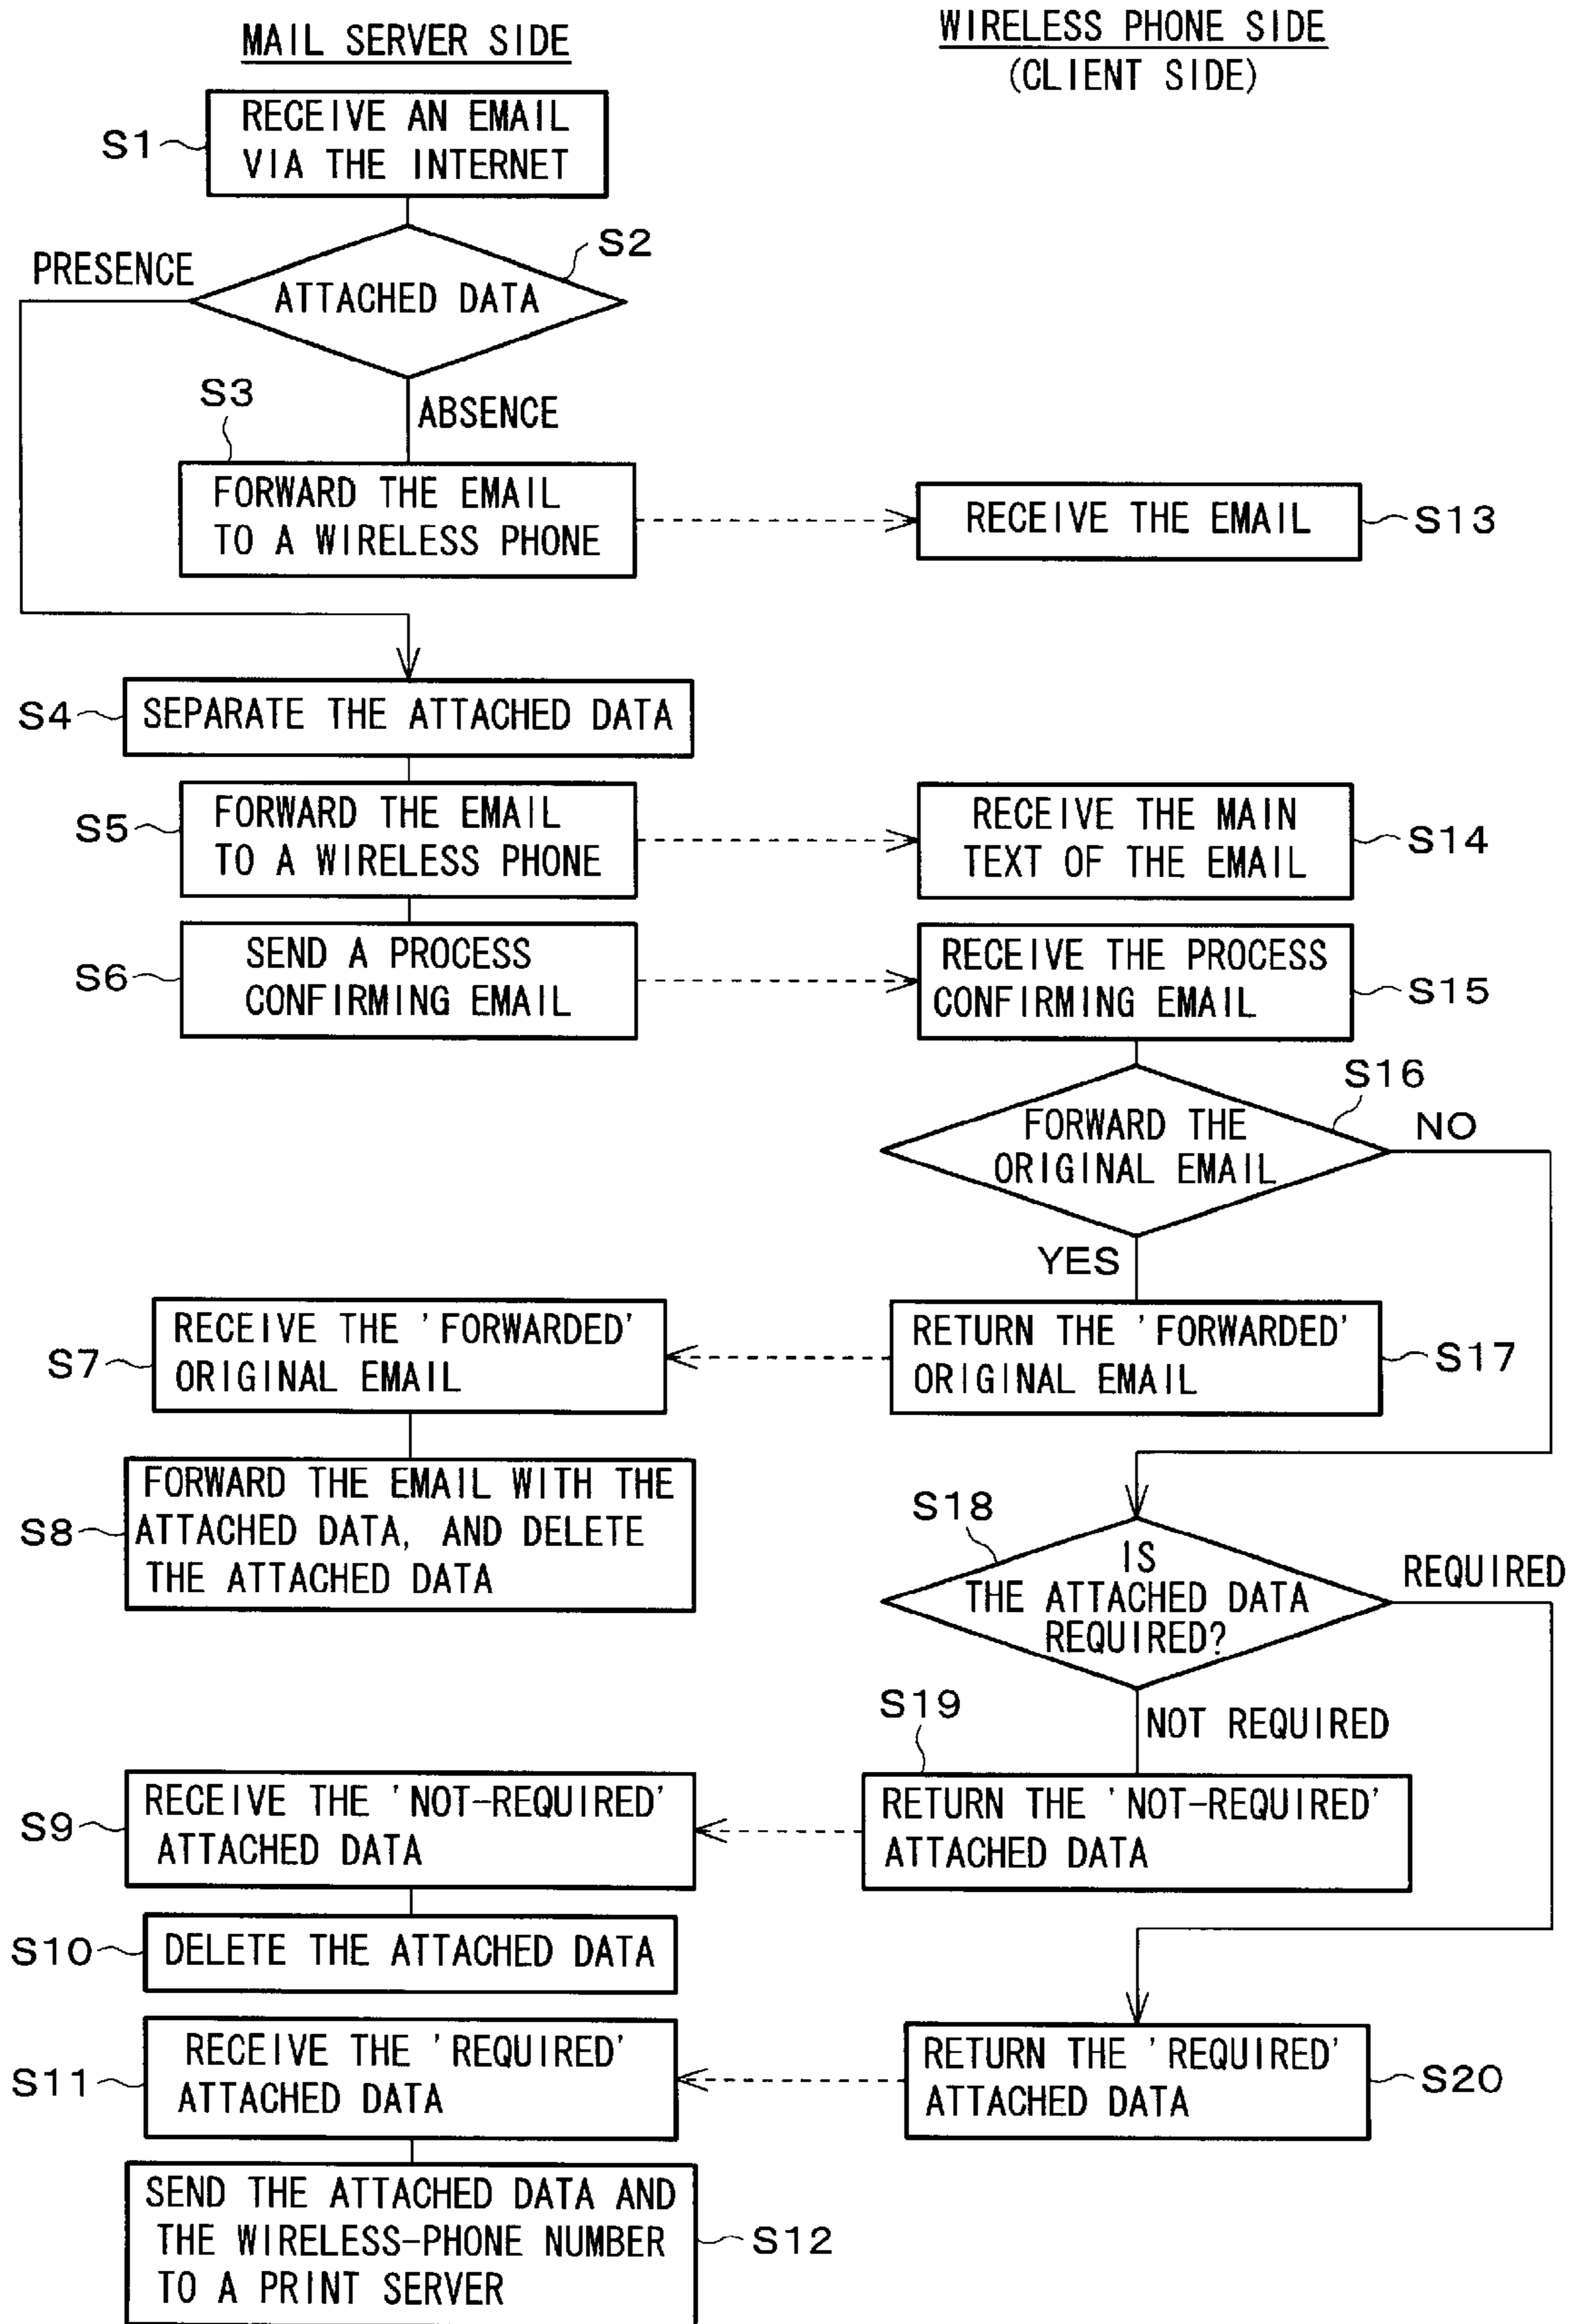 MAIL SERVER SIDE
WIRELESS PHONE SIDE
(CLIENT SIDE)
RECEIVE AN EMAIL
VIA THE INTERNET
S1
S2
PRESENCE
ATTACHED DATA
S3
ABSENCE
FORWARD THE EMAIL
TO A WIRELESS PHONE
RECEIVE THE EMAIL
S13
S4
SEPARATE THE ATTACHED DATA
S5
FORWARD THE EMAIL
TO A WIRELESS PHONE
RECEIVE THE MAIN
TEXT OF THE EMAIL
S14
S6
SEND A PROCESS
CONFIRMING EMAIL
RECEIVE THE PROCESS
CONFIRMING EMAIL
S15
S16
FORWARD THE
ORIGINAL EMAIL
NO
YES
S7
RECEIVE THE 'FORWARDED'
ORIGINAL EMAIL
RETURN THE 'FORWARDED'
ORIGINAL EMAIL
S17
S8
FORWARD THE EMAIL WITH THE
ATTACHED DATA, AND DELETE
THE ATTACHED DATA
S18
IS
THE ATTACHED DATA
REQUIRED?
REQUIRED
S19
NOT REQUIRED
S9
RECEIVE THE 'NOT-REQUIRED'
ATTACHED DATA
RETURN THE 'NOT-REQUIRED'
ATTACHED DATA
S10
DELETE THE ATTACHED DATA
S11
RECEIVE THE 'REQUIRED'
ATTACHED DATA
RETURN THE 'REQUIRED'
ATTACHED DATA
S20
SEND THE ATTACHED DATA AND
THE WIRELESS-PHONE NUMBER
TO A PRINT SERVER
S12